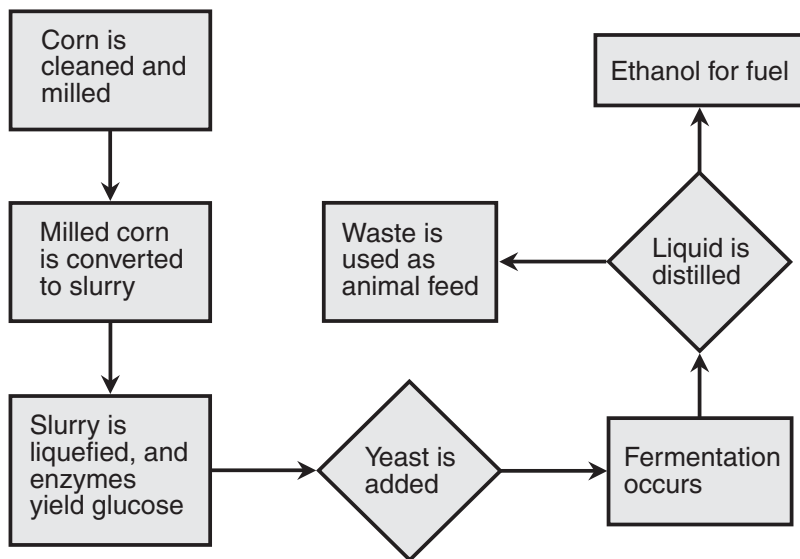 Corn is
cleaned and
milled
Milled corn
is converted
to slurry
Slurry is
liquefied, and
enzymes
yield glucose
Yeast is
added
Fermentation
occurs
Liquid is
distilled
Waste is
used as
animal feed
Ethanol for fuel